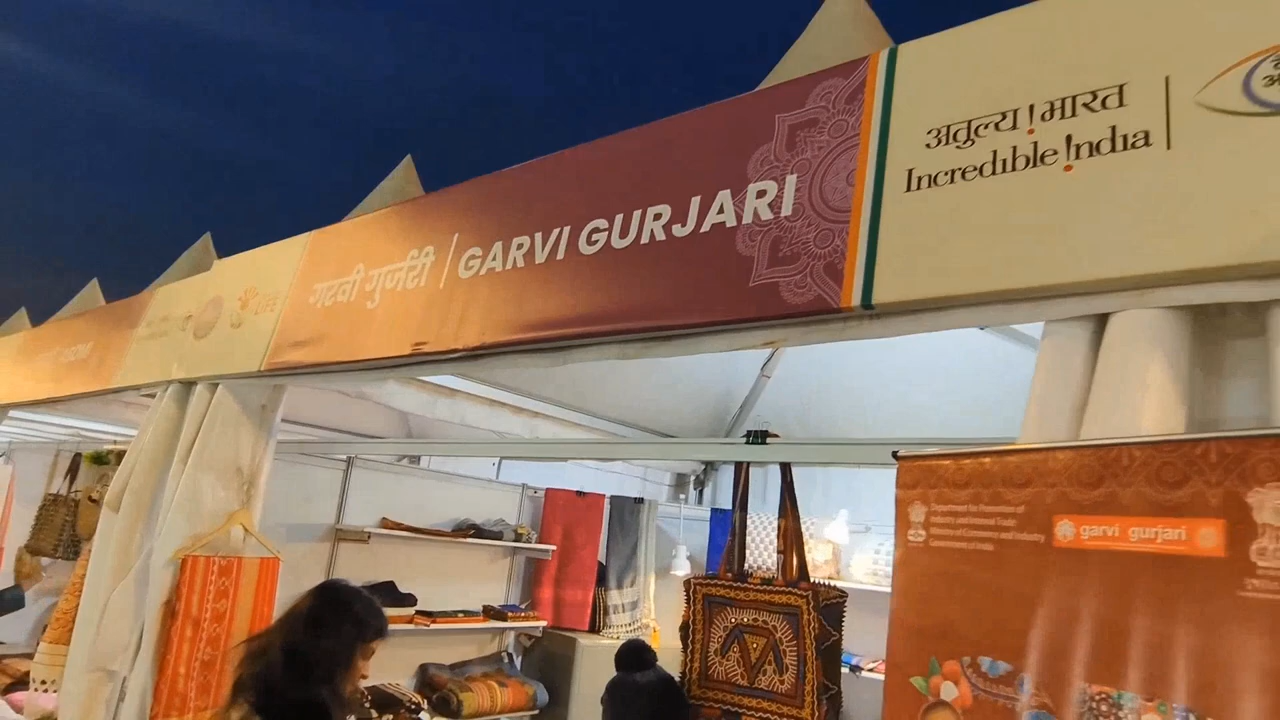 अतुल्य!भारत
Incredible!ndia
गरवी गुर्जरी | GARVI GURJARI
LiFE
Department for Promotion of
Industry and Internal Trade
Ministry of Commerce and Industry
Government of India
garvi gurjari